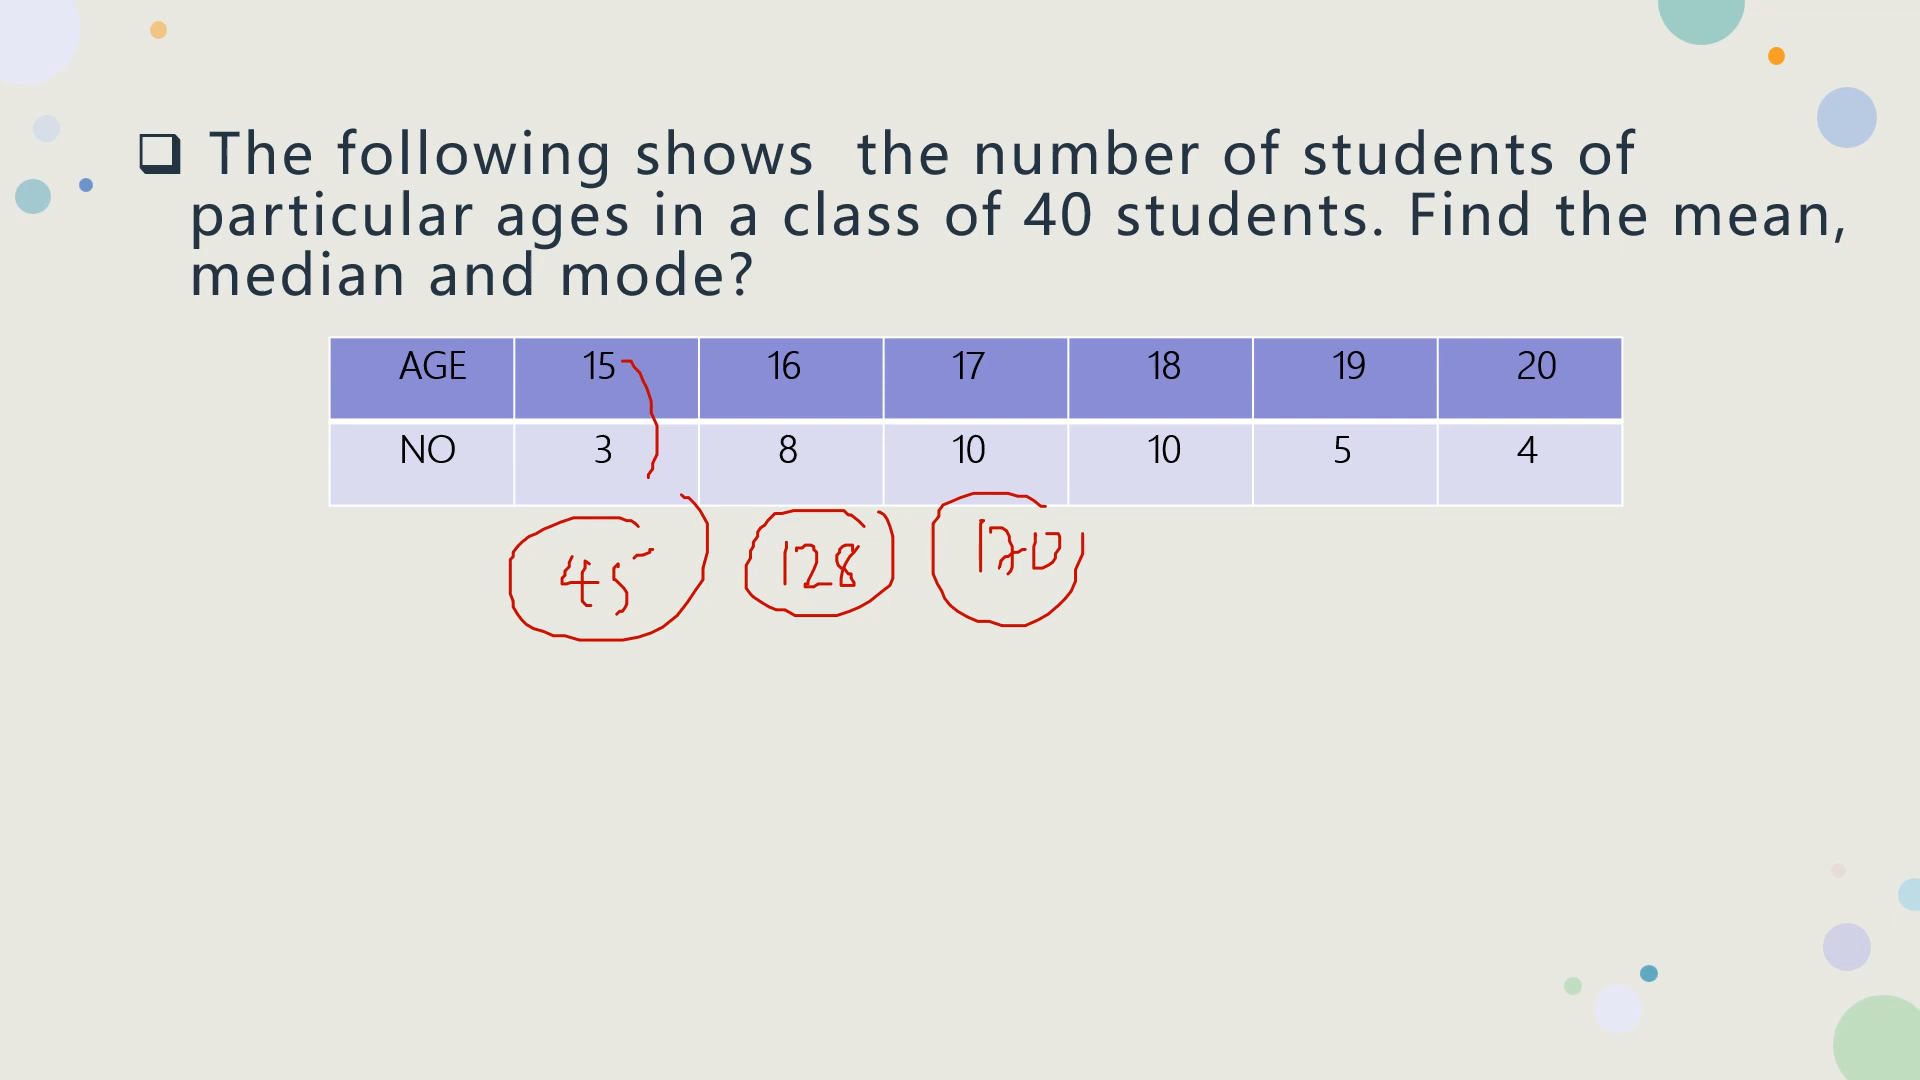 The following shows the number of students of
particular ages in a class of 40 students. Find the mean,
median and mode?
AGE 15 16 17 18 19 20
NO 3 8 10 10 5 4
45 128 170